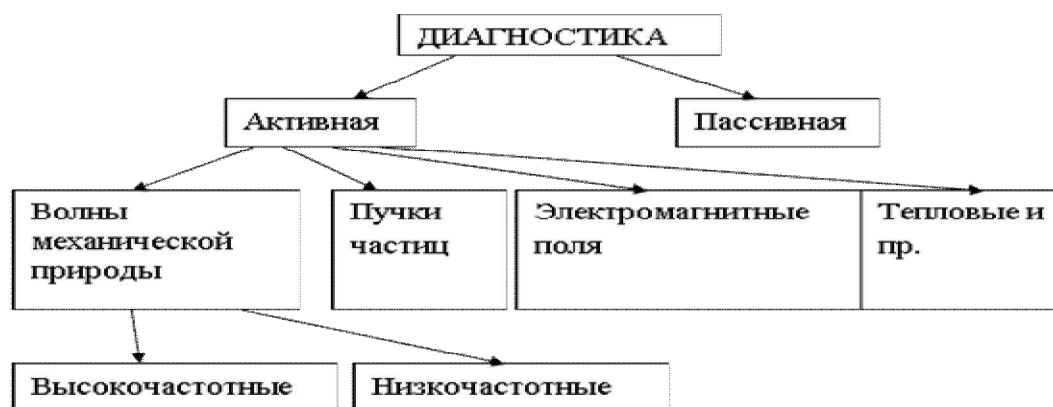 ДИАГНОСТИКА
Активная
Пассивная
Волны
механической
природы
Пучки
частиц
Электромагнитные
поля
Тепловые и
пр.
Высокочастотные
Низкочастотные